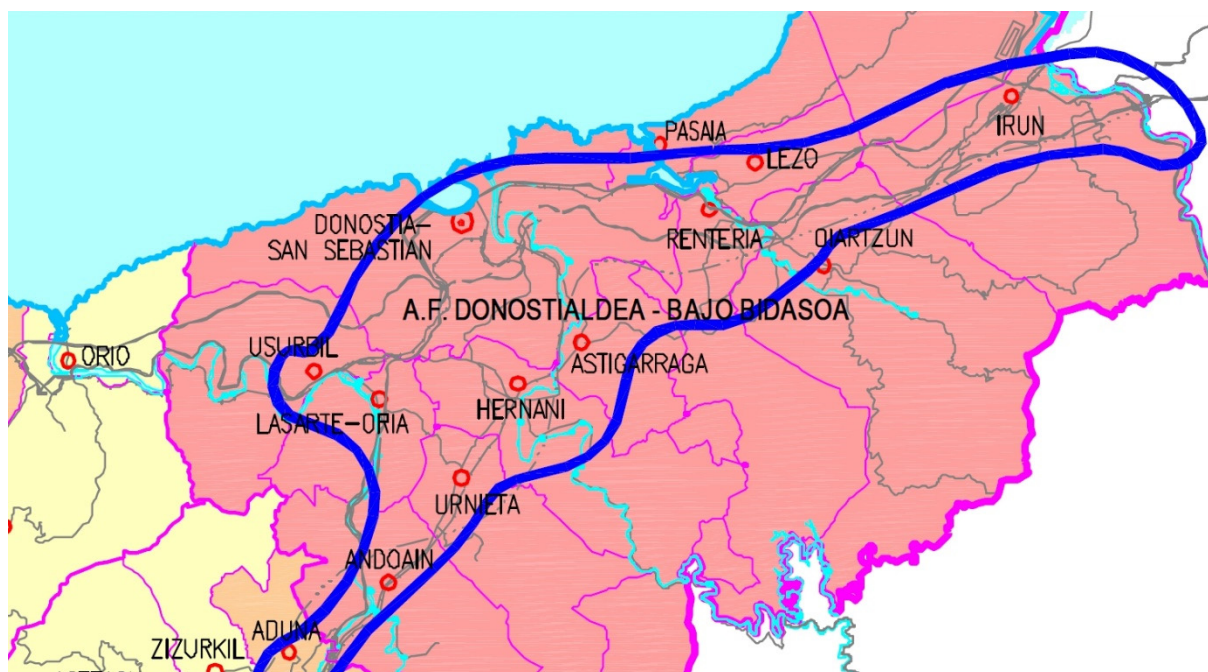 PASAIA
IRUN
LEZO
DONOSTIA-
SAN SEBASTIAN
RENTERIA
OIARTZUN
A.F. DONOSTIALDEA - BAJO BIDASOA
ORIO
USURBIL
ASTIGARRAGA
HERNANI
LASARTE-ORIA
URNIETA
ANDOAIN
ADUNA
ZIZURKIL